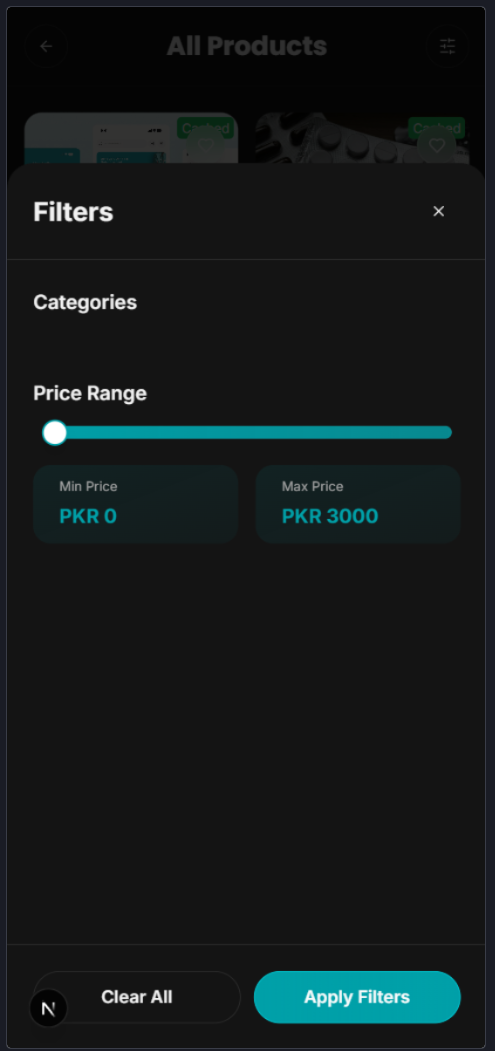 All Products
Cached
Cached
Filters
Categories
Price Range
Min Price
PKR 0
Max Price
PKR 3000
Clear All
Apply Filters
N